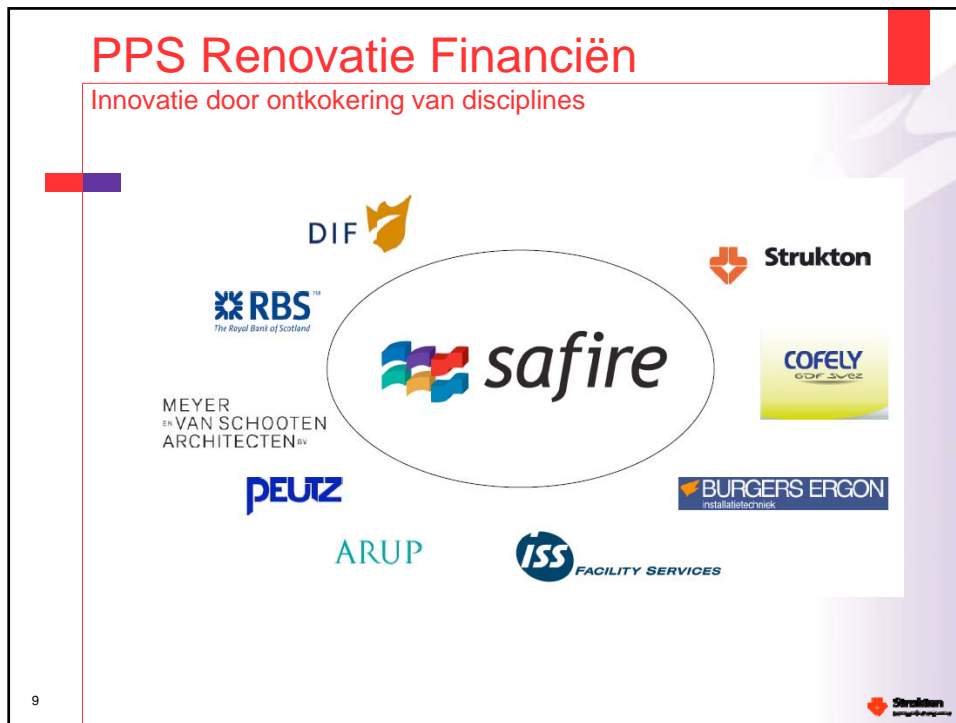 PPS Renovatie Financiën
Innovatie door ontkokering van disciplines
DIF
Strukton
RBS™
The Royal Bank of Scotland
safire
COFELY
GDF SUEZ
MEYER
EN VAN SCHOOTEN
ARCHITECTEN BV
PEUTZ
BURGERS ERGON
installatietechniek
ARUP
ISS
FACILITY SERVICES
9
Strukton